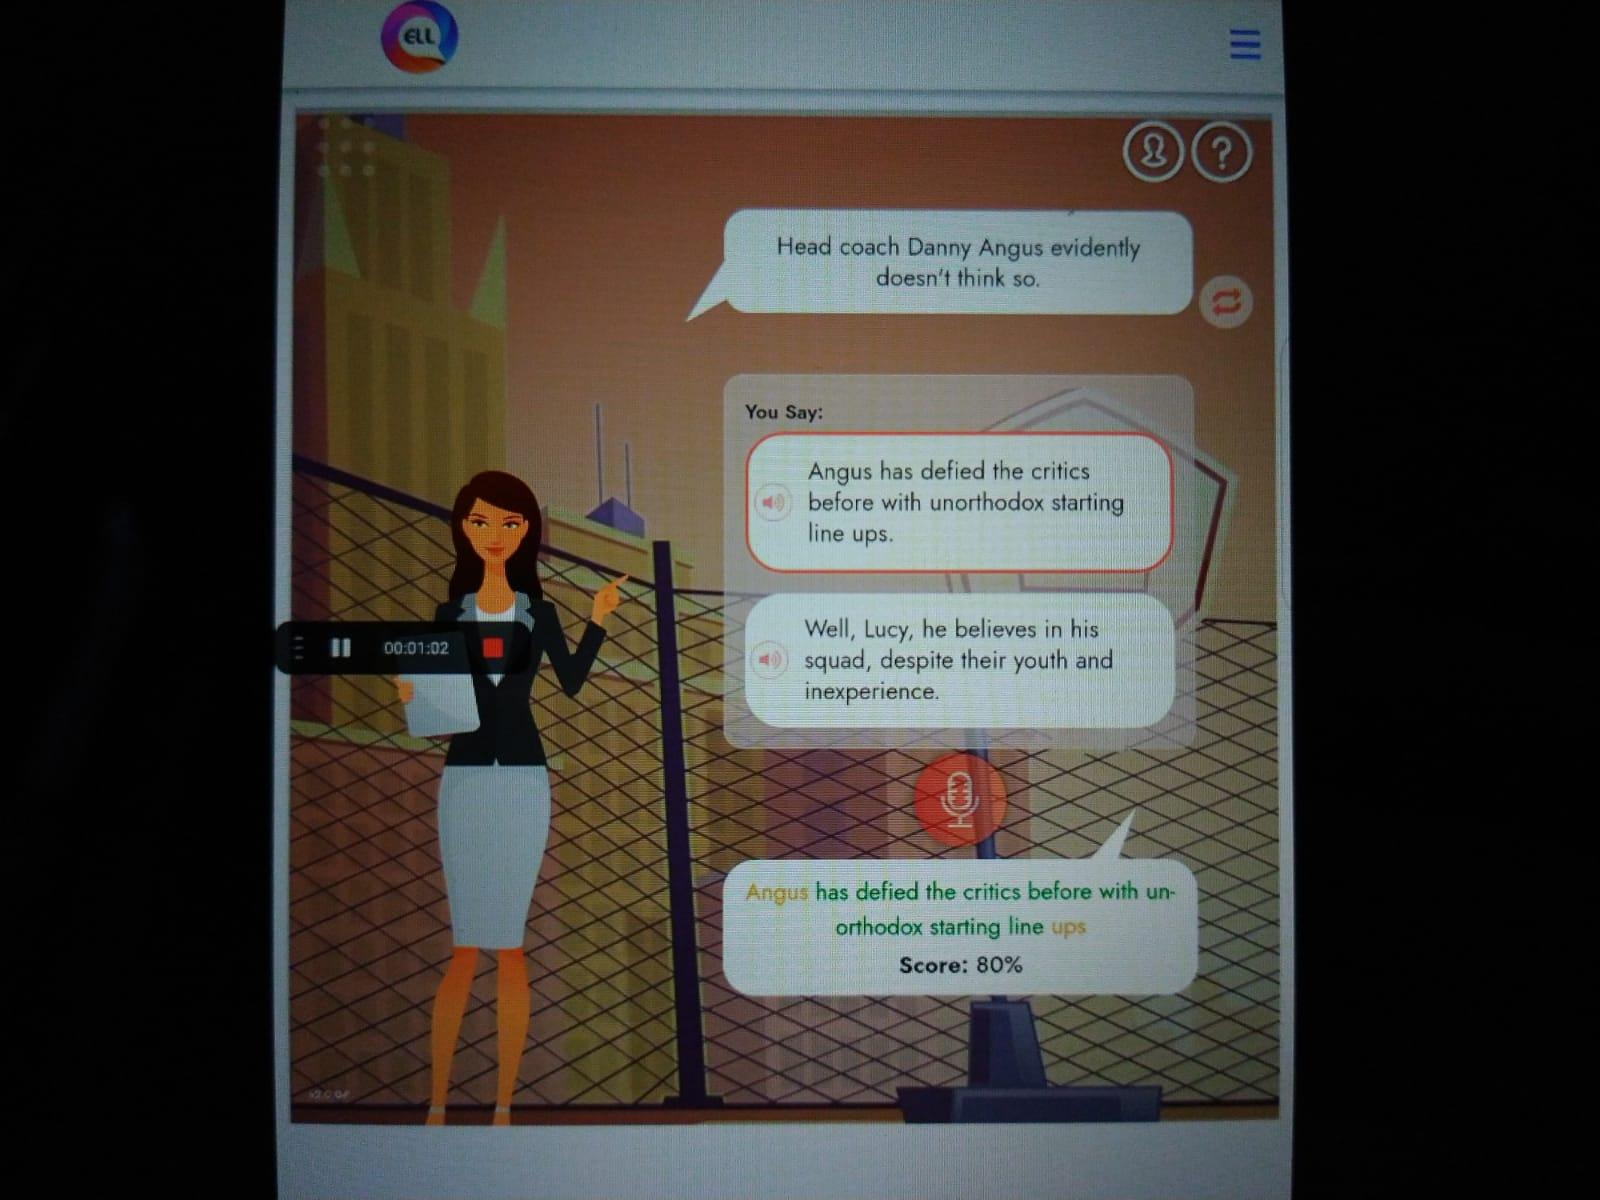 ELL
Head coach Danny Angus evidently
doesn't think so.
You Say:
Angus has defied the critics
before with unorthodox starting
line ups.
Well, Lucy, he believes in his
squad, despite their youth and
inexperience.
00:01:02
Angus has defied the critics before with un-
orthodox starting line ups
Score: 80%